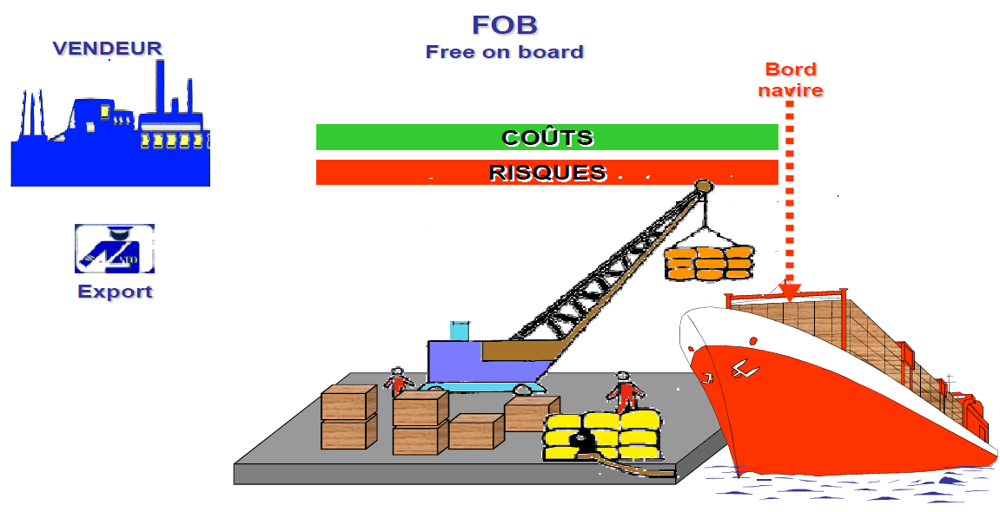 FOB
Free on board
VENDEUR
Bord
navire
COÛTS
RISQUES
Export